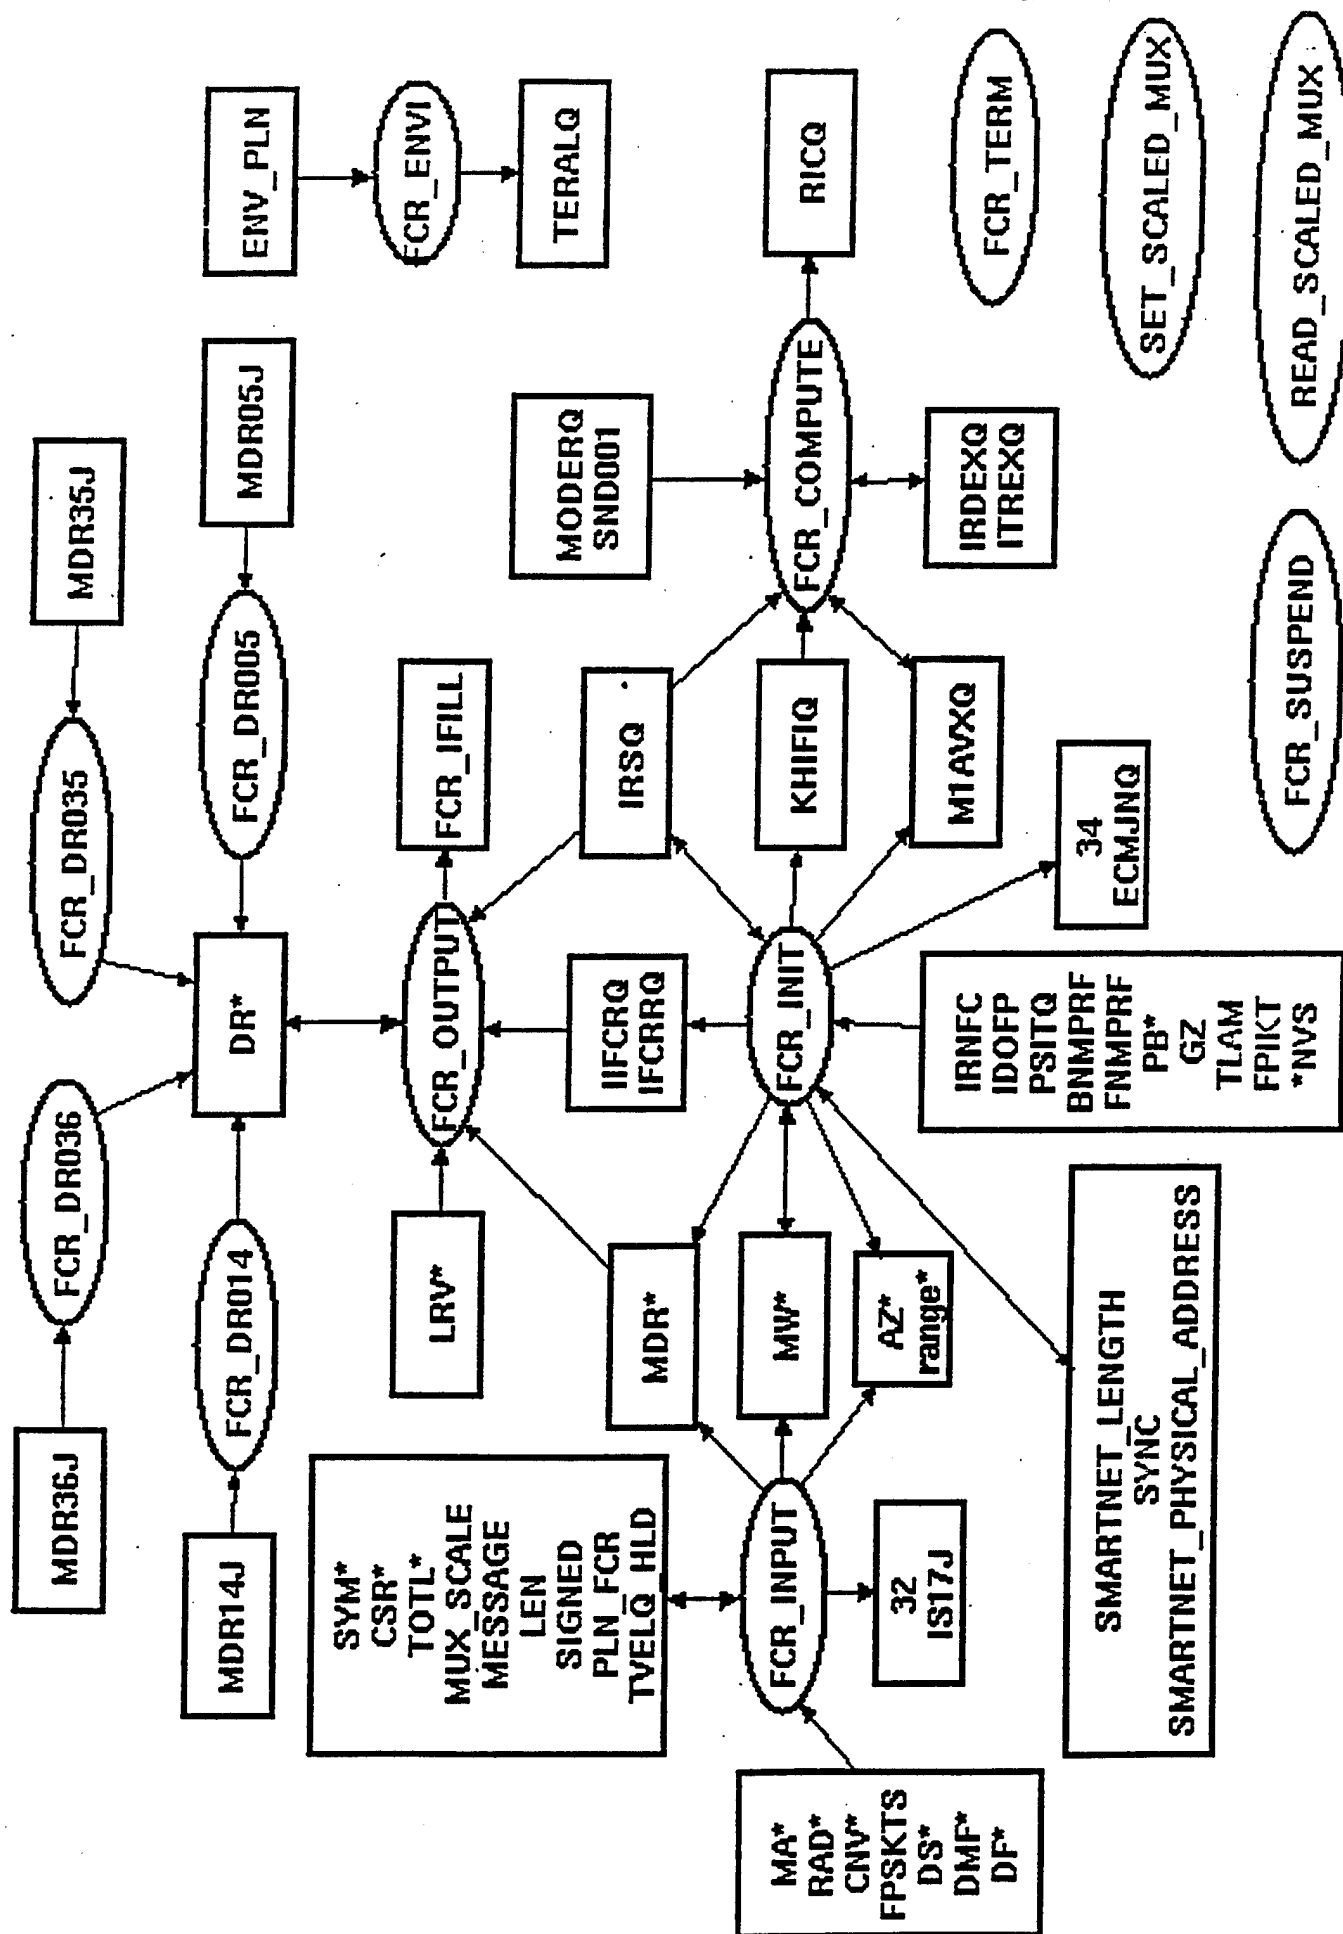 MDR36J
FCR_DR036
FCR_DR035
MDR35J
MDR14J
FCR_DR014
DR*
FCR_DR005
MDR05J
ENV_PLN
FCR_ENVI
TERALQ
SYM*
CSR*
TOTL*
MUX_SCALE
MESSAGE
LEN
SIGNED
PLN_FCR
TVELQ_HLD
LRV*
FCR_OUTPUT
FCR_IFILL
IIFCRQ
IFCRRQ
IRSQ
MODERQ
SND001
MDR*
MA*
RAD*
CNV*
FPSKTS
DS*
DMF*
DF*
FCR_INPUT
MW*
FCR_INIT
KHIFIQ
FCR_COMPUTE
RICQ
32
IS17J
AZ*
range*
M1AVXQ
IRDEXQ
ITREXQ
FCR_TERM
IRNFC
IDOFP
PSITQ
BNMPRF
FNMPRF
PB*
GZ
TLAM
FPIKT
*NVS
34
ECMJNQ
SMARTNET_LENGTH
SYNC
SMARTNET_PHYSICAL_ADDRESS
SET_SCALED_MUX
FCR_SUSPEND
READ_SCALED_MUX